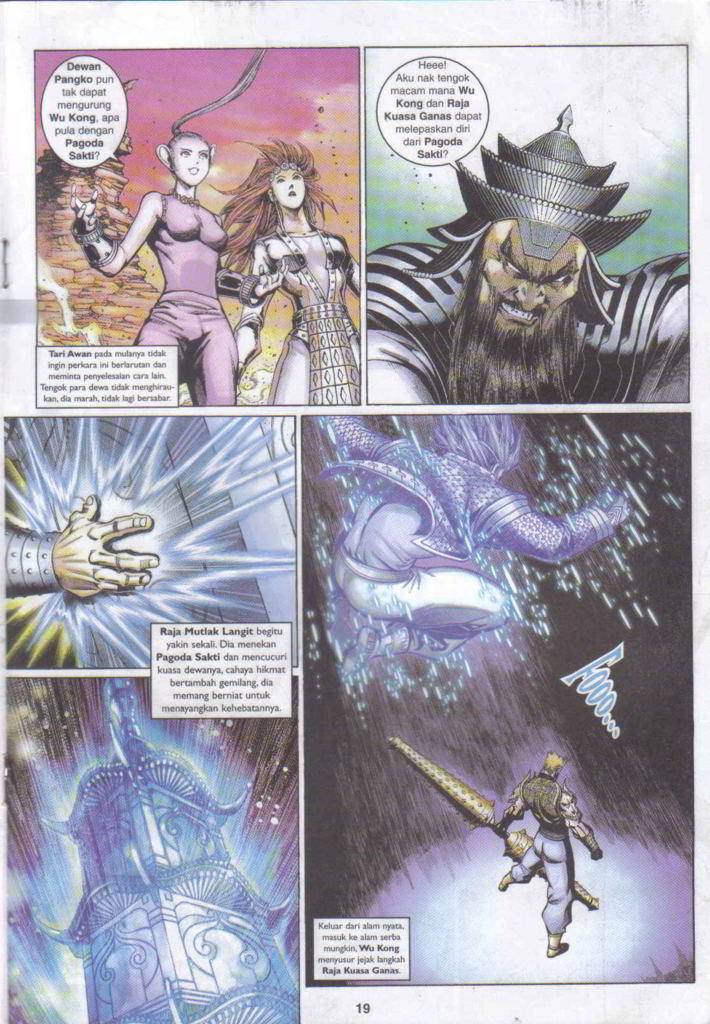 Dewan
Pangko pun
tak dapat
mengurung
Wu Kong, apa
pula dengan
Pagoda
Sakti?
Heee!
Aku nak tengok
macam mana Wu
Kong dan Raja
Kuasa Ganas dapat
melepaskan diri
dari Pagoda
Sakti?
Tari Awan pada mulanya tidak
ingin perkara ini berlarutan dan
meminta penyelesaian cara lain.
Tengok para dewa tidak menghirau-
kan, dia marah, tidak lagi bersabar.
Raja Mutlak Langit begitu
yakin sekali. Dia menekan
Pagoda Sakti dan mencucuri
kuasa dewanya, cahaya hikmat
bertambah gemilang, dia
memang berniat untuk
menayangkan kehebatannya.
Fooo...
Keluar dari alam nyata,
masuk ke alam serba
mungkin, Wu Kong
menyusur jejak langkah
Raja Kuasa Ganas.
19